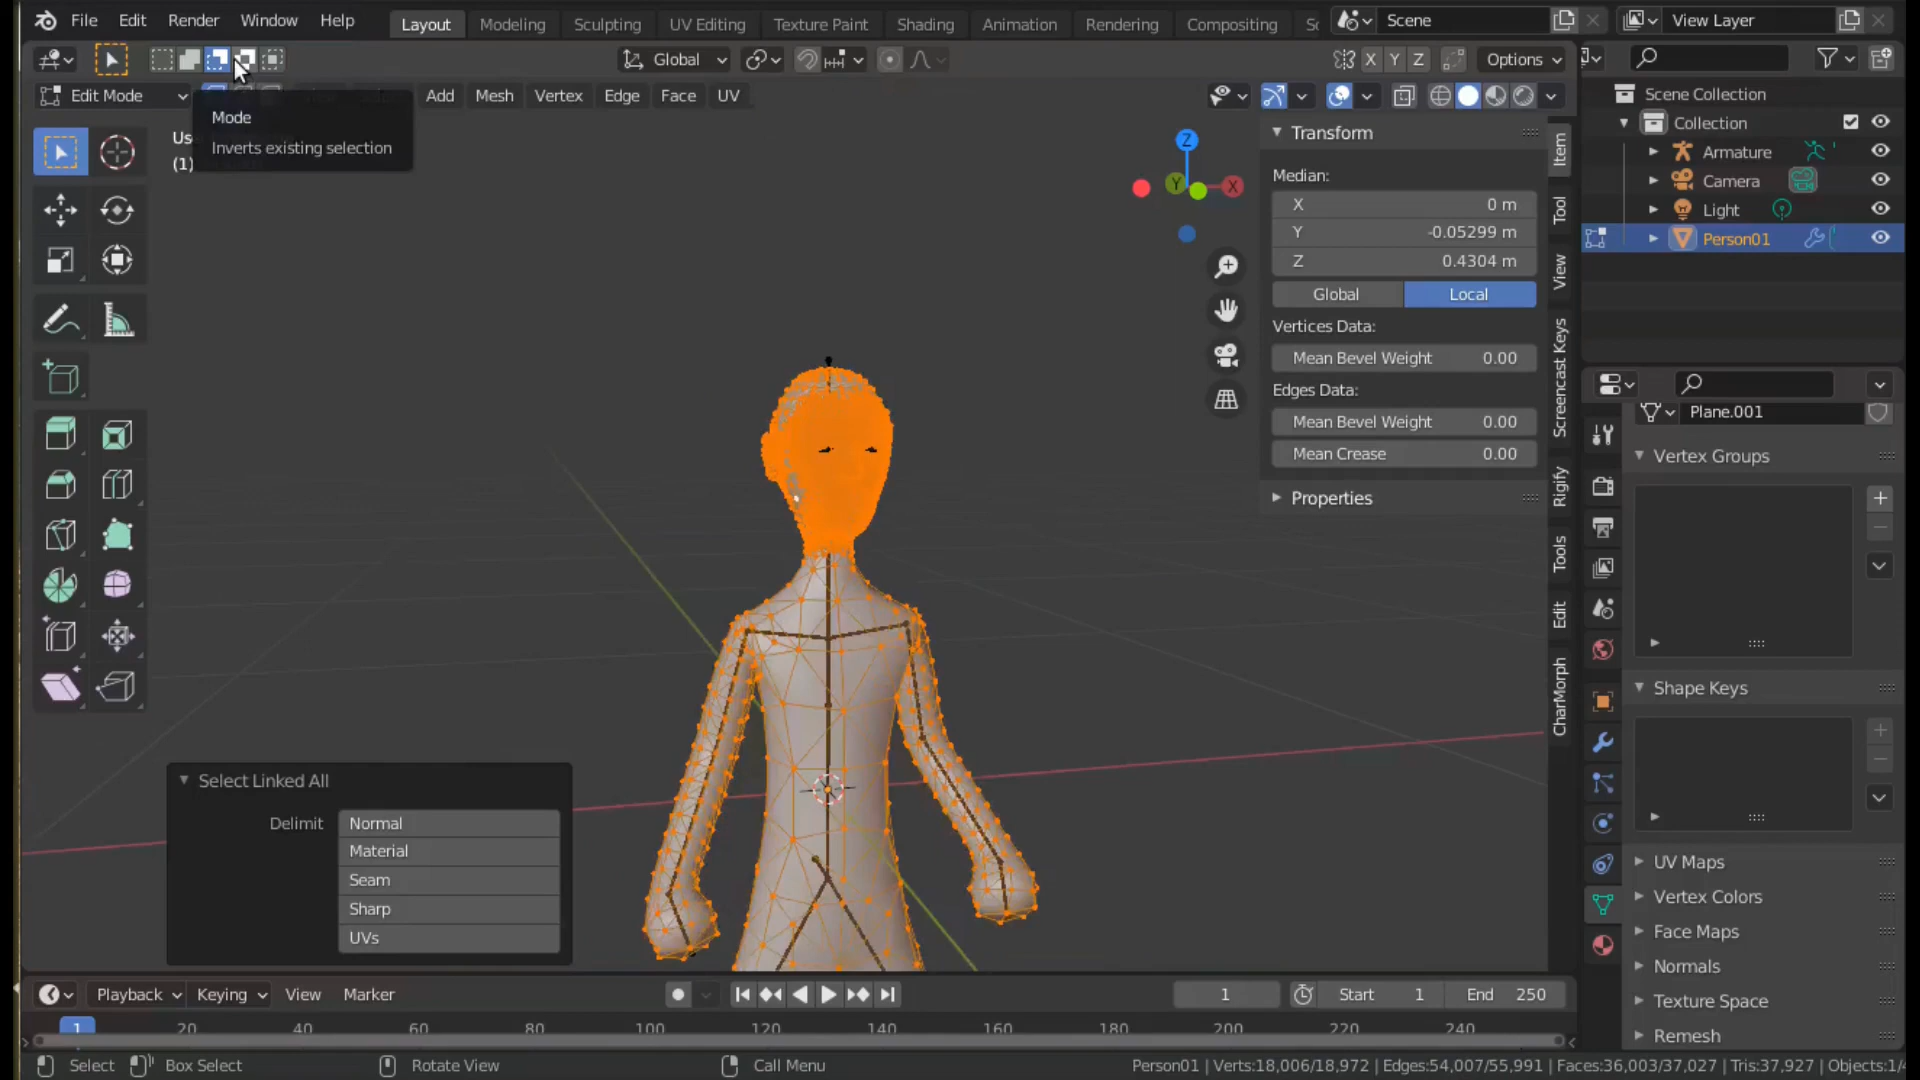 File Edit Render Window Help Layout Modeling Sculpting UV Editing Texture Paint Shading Animation Rendering Compositing Sc Scene View Layer
Global X Y Z Options
Edit Mode Add Mesh Vertex Edge Face UV
Mode
Inverts existing selection
Us
(1)
Z
Y
X
Transform
Median:
X 0 m
Y -0.05299 m
Z 0.4304 m
Global Local
Vertices Data:
Mean Bevel Weight 0.00
Edges Data:
Mean Bevel Weight 0.00
Mean Crease 0.00
Properties
Item
Tool
View
Screencast Keys
Rigify
Tools
Edit
CharMorph
Scene Collection
Collection
Armature
Camera
Light
Person01
Plane.001
Vertex Groups
Shape Keys
UV Maps
Vertex Colors
Face Maps
Normals
Texture Space
Remesh
Select Linked All
Delimit Normal
Material
Seam
Sharp
UVs
Playback Keying View Marker 1 Start 1 End 250
1 20 40 60 80 100 120 140 160 180 200 220 240
Select Box Select Rotate View Call Menu Person01 | Verts:18,006/18,972 | Edges:54,007/55,991 | Faces:36,003/37,027 | Tris:37,927 | Objects:1/